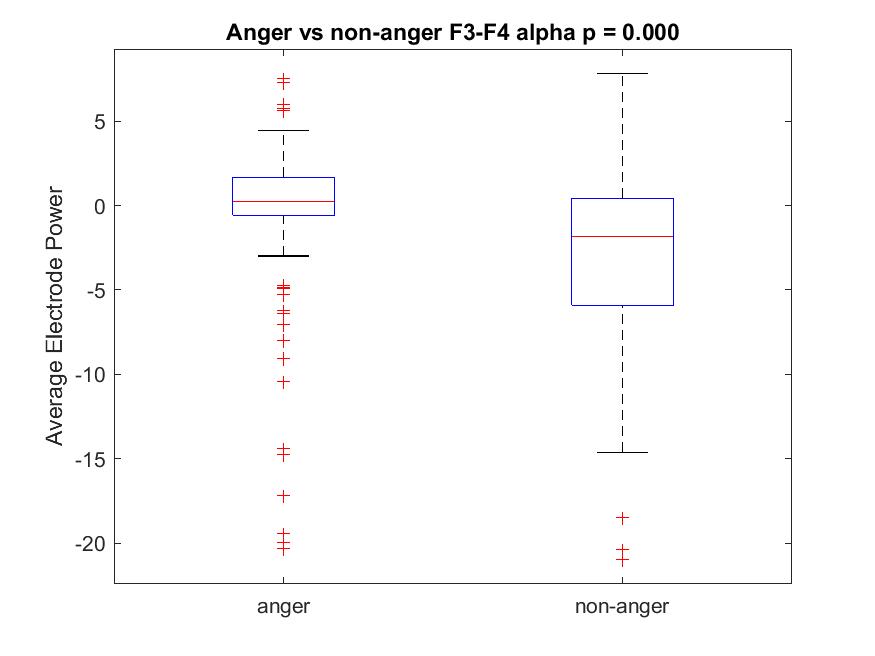 Anger vs non-anger F3-F4 alpha p = 0.000
Average Electrode Power
5
0
-5
-10
-15
-20
anger
non-anger